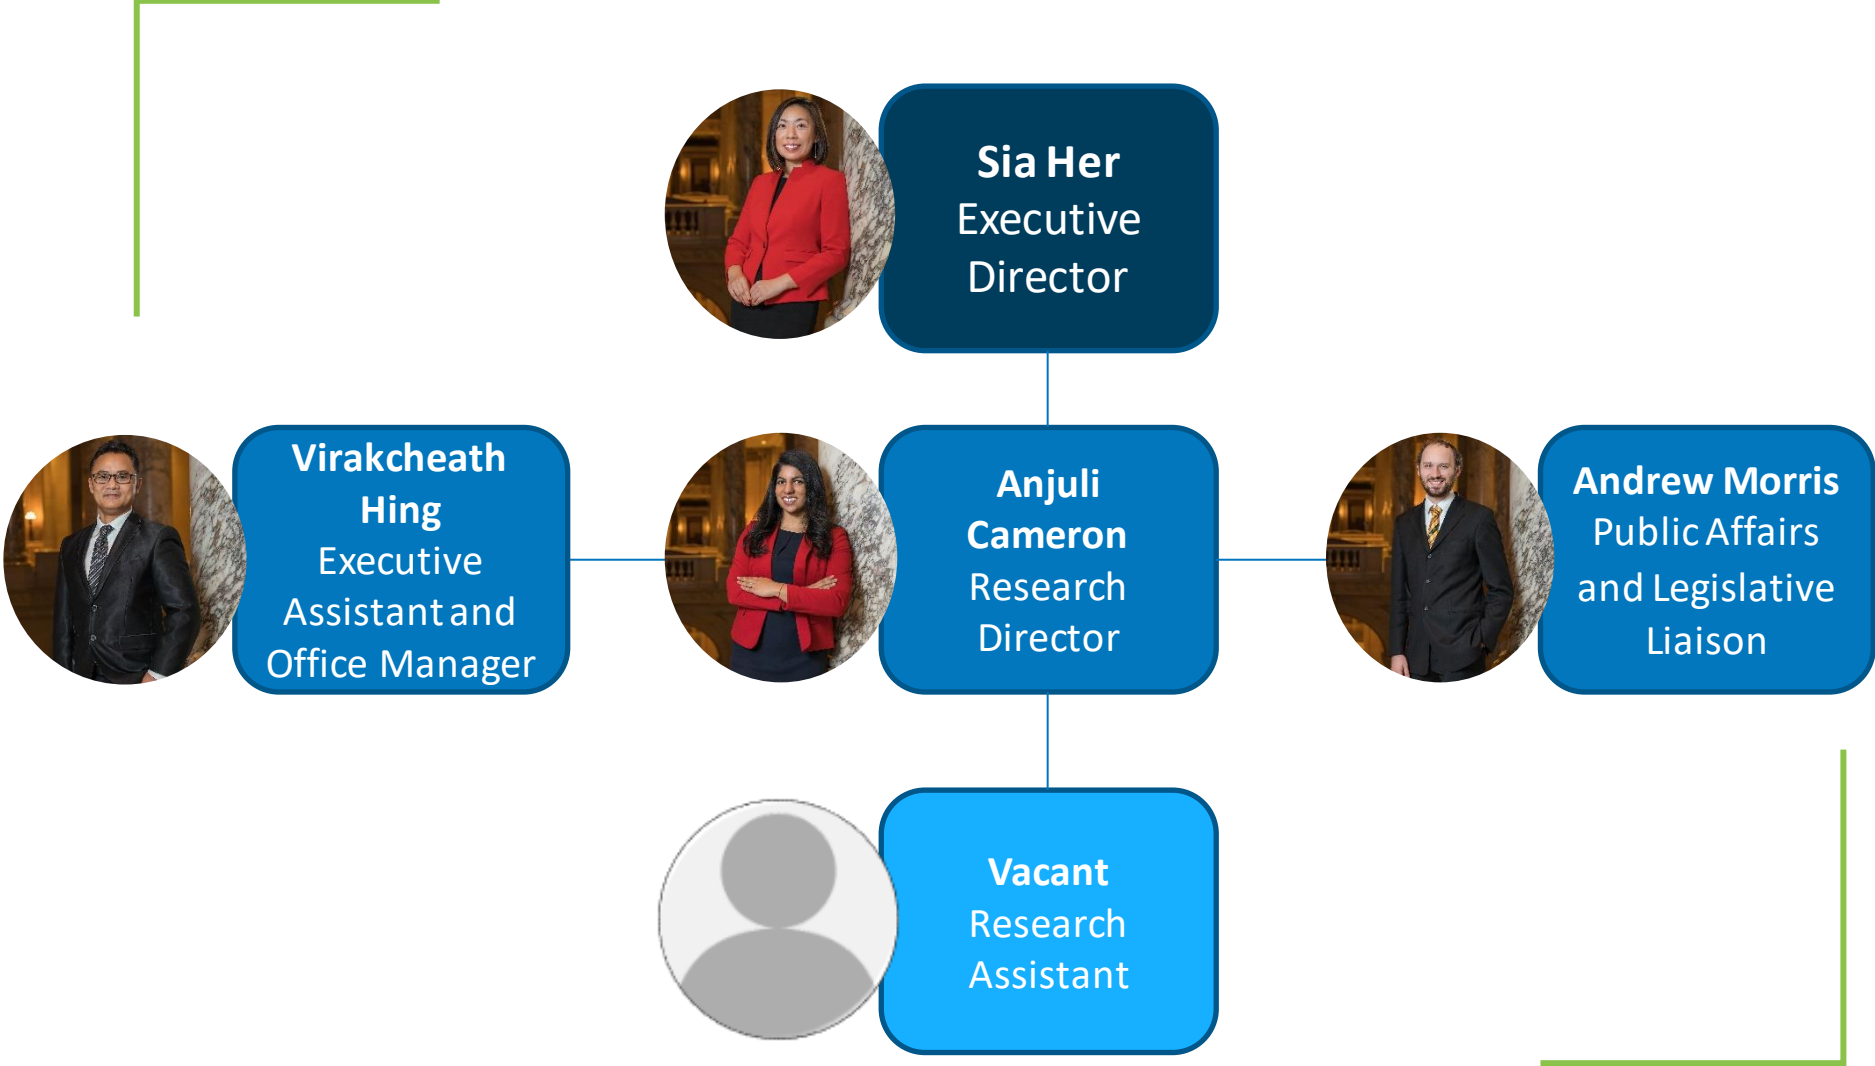 Sia Her
Executive
Director
Virakcheath
Hing
Executive
Assistant and
Office Manager
Anjuli
Cameron
Research
Director
Andrew Morris
Public Affairs
and Legislative
Liaison
Vacant
Research
Assistant